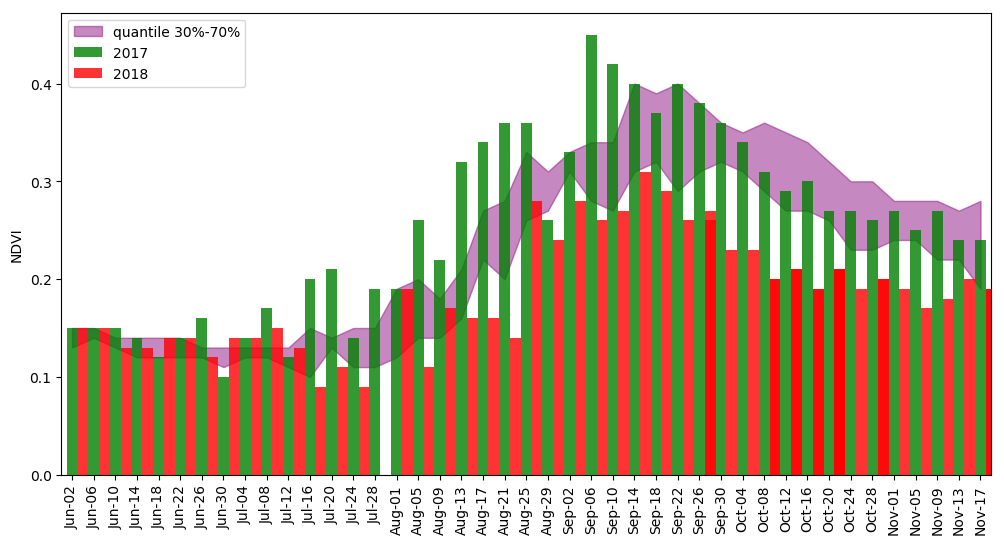 quantile 30%-70%
2017
2018
NDVI
0.4
0.3
0.2
0.1
0.0
Jun-02
Jun-06
Jun-10
Jun-14
Jun-18
Jun-22
Jun-26
Jun-30
Jul-04
Jul-08
Jul-12
Jul-16
Jul-20
Jul-24
Jul-28
Aug-01
Aug-05
Aug-09
Aug-13
Aug-17
Aug-21
Aug-25
Aug-29
Sep-02
Sep-06
Sep-10
Sep-14
Sep-18
Sep-22
Sep-26
Sep-30
Oct-04
Oct-08
Oct-12
Oct-16
Oct-20
Oct-24
Oct-28
Nov-01
Nov-05
Nov-09
Nov-13
Nov-17